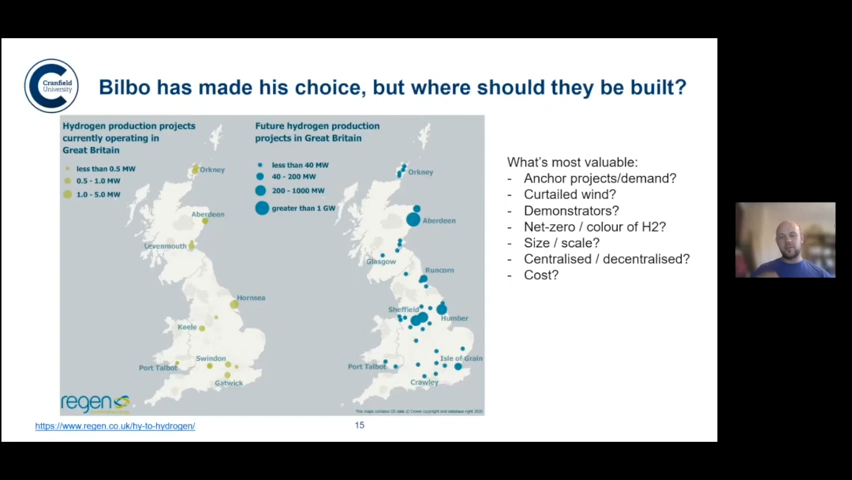 Cranfield
University
Bilbo has made his choice, but where should they be built?
Hydrogen production projects
currently operating in
Great Britain
less than 0.5 MW
0.5 - 1.0 MW
1.0 - 5.0 MW
Orkney
Aberdeen
Levenmouth
Hornsea
Keele
Swindon
Port Talbot
Gatwick
Future hydrogen production
projects in Great Britain
less than 40 MW
40 - 200 MW
200 - 1000 MW
greater than 1 GW
Orkney
Aberdeen
Glasgow
Runcorn
Sheffield
Humber
Isle of Grain
Port Talbot
Crawley
What's most valuable:
- Anchor projects/demand?
- Curtailed wind?
- Demonstrators?
- Net-zero / colour of H2?
- Size / scale?
- Centralised / decentralised?
- Cost?
regen
https://www.regen.co.uk/hy-to-hydrogen/
15